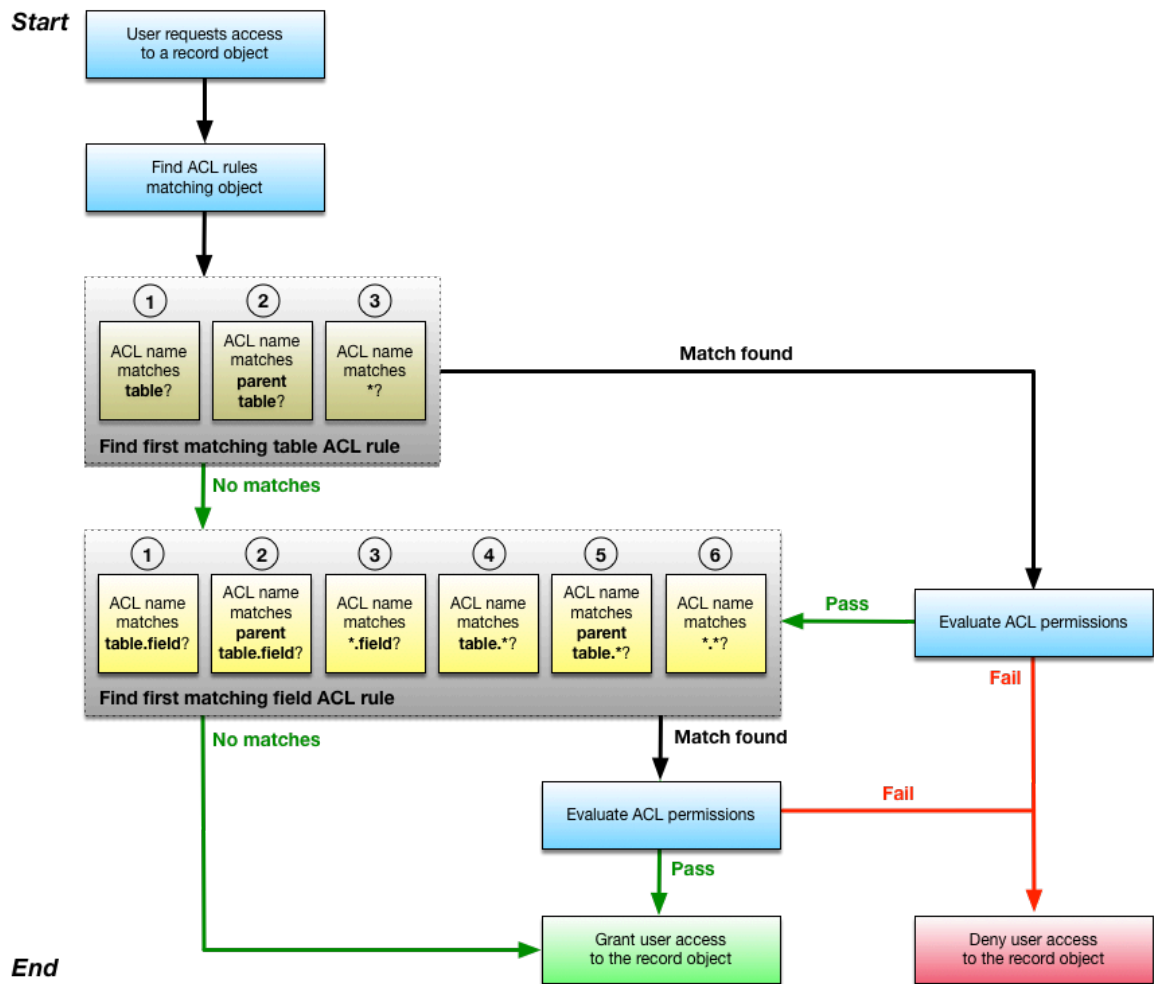 Start
User requests access
to a record object
Find ACL rules
matching object
1
2
3
ACL name
matches
table?
ACL name
matches
parent
table?
ACL name
matches
*?
Find first matching table ACL rule
Match found
No matches
1
2
3
4
5
6
ACL name
matches
table.field?
ACL name
matches
parent
table.field?
ACL name
matches
*.field?
ACL name
matches
table.*?
ACL name
matches
parent
table.*?
ACL name
matches
*.*?
Find first matching field ACL rule
Pass
Evaluate ACL permissions
Fail
No matches
Match found
Evaluate ACL permissions
Fail
Pass
Grant user access
to the record object
Deny user access
to the record object
End